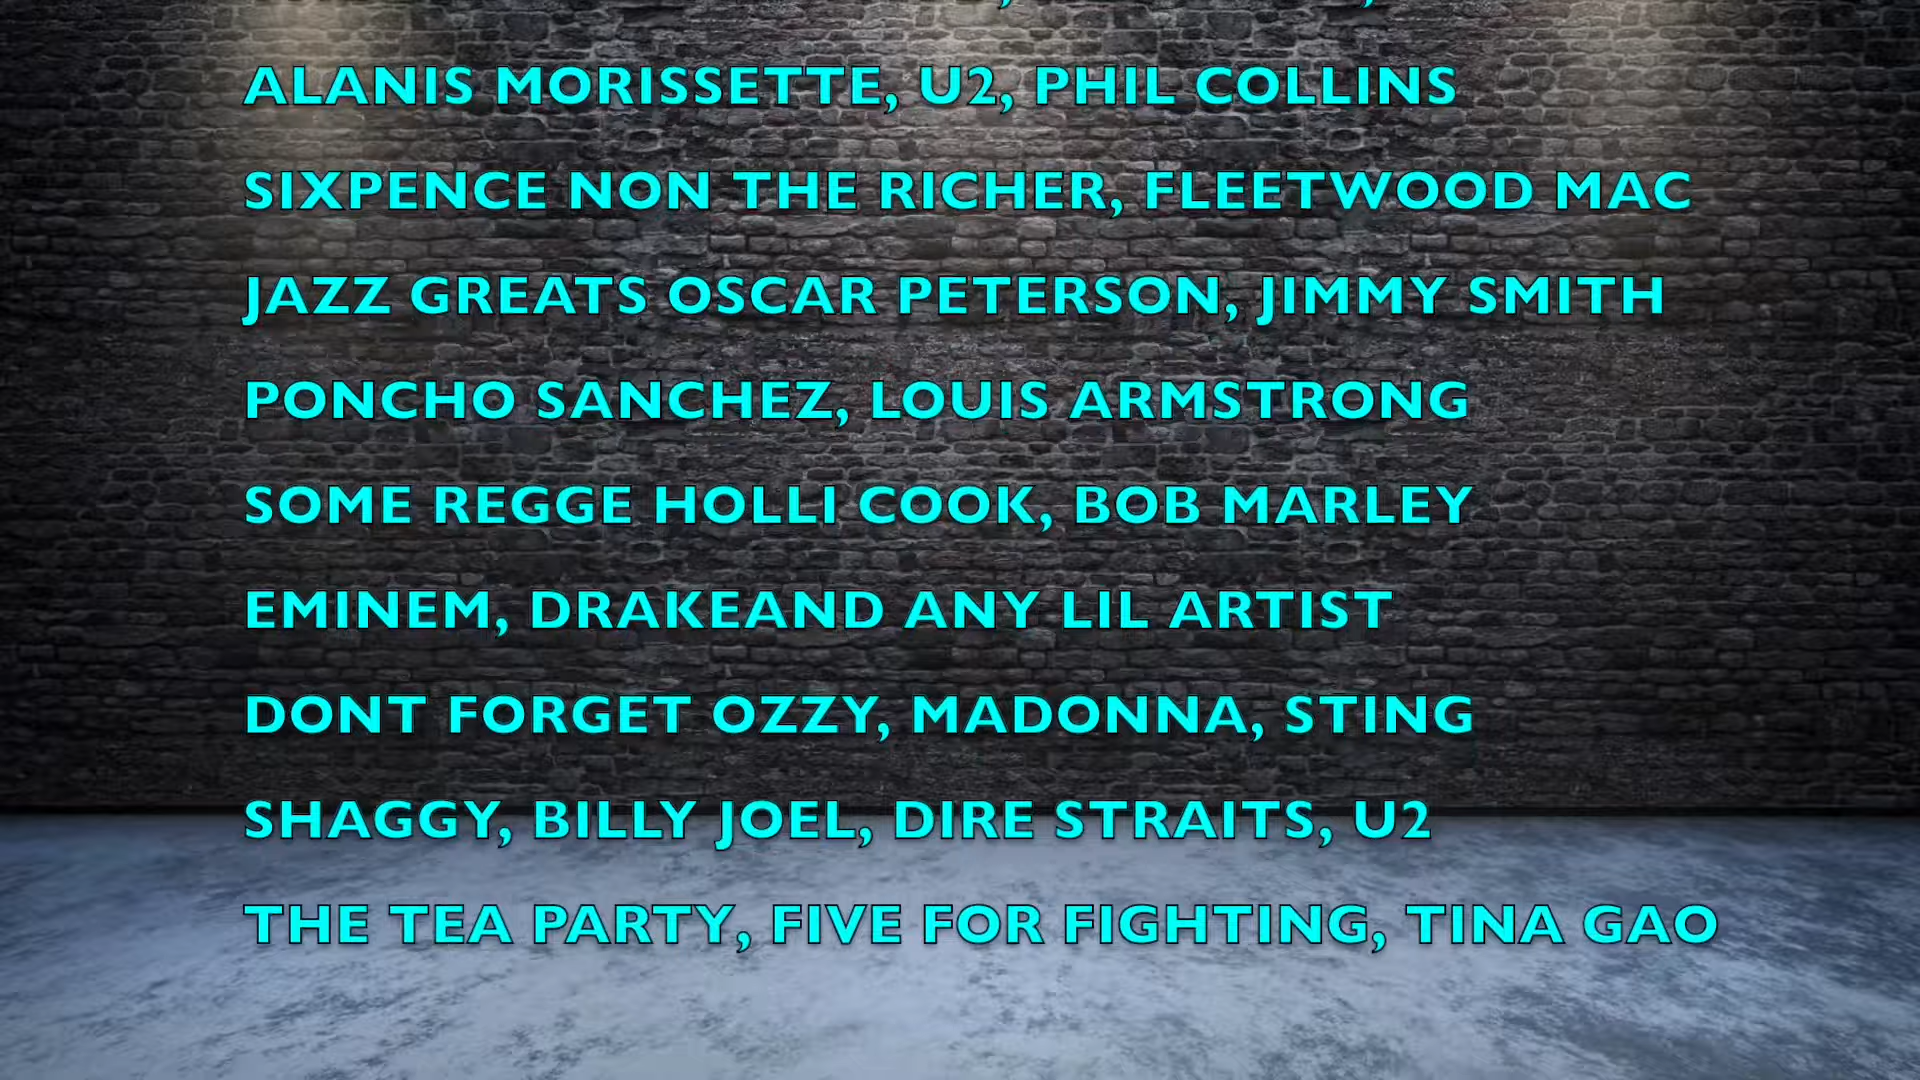 ALANIS MORISSETTE, U2, PHIL COLLINS
SIXPENCE NON THE RICHER, FLEETWOOD MAC
JAZZ GREATS OSCAR PETERSON, JIMMY SMITH
PONCHO SANCHEZ, LOUIS ARMSTRONG
SOME REGGE HOLLI COOK, BOB MARLEY
EMINEM, DRAKEAND ANY LIL ARTIST
DONT FORGET OZZY, MADONNA, STING
SHAGGY, BILLY JOEL, DIRE STRAITS, U2
THE TEA PARTY, FIVE FOR FIGHTING, TINA GAO